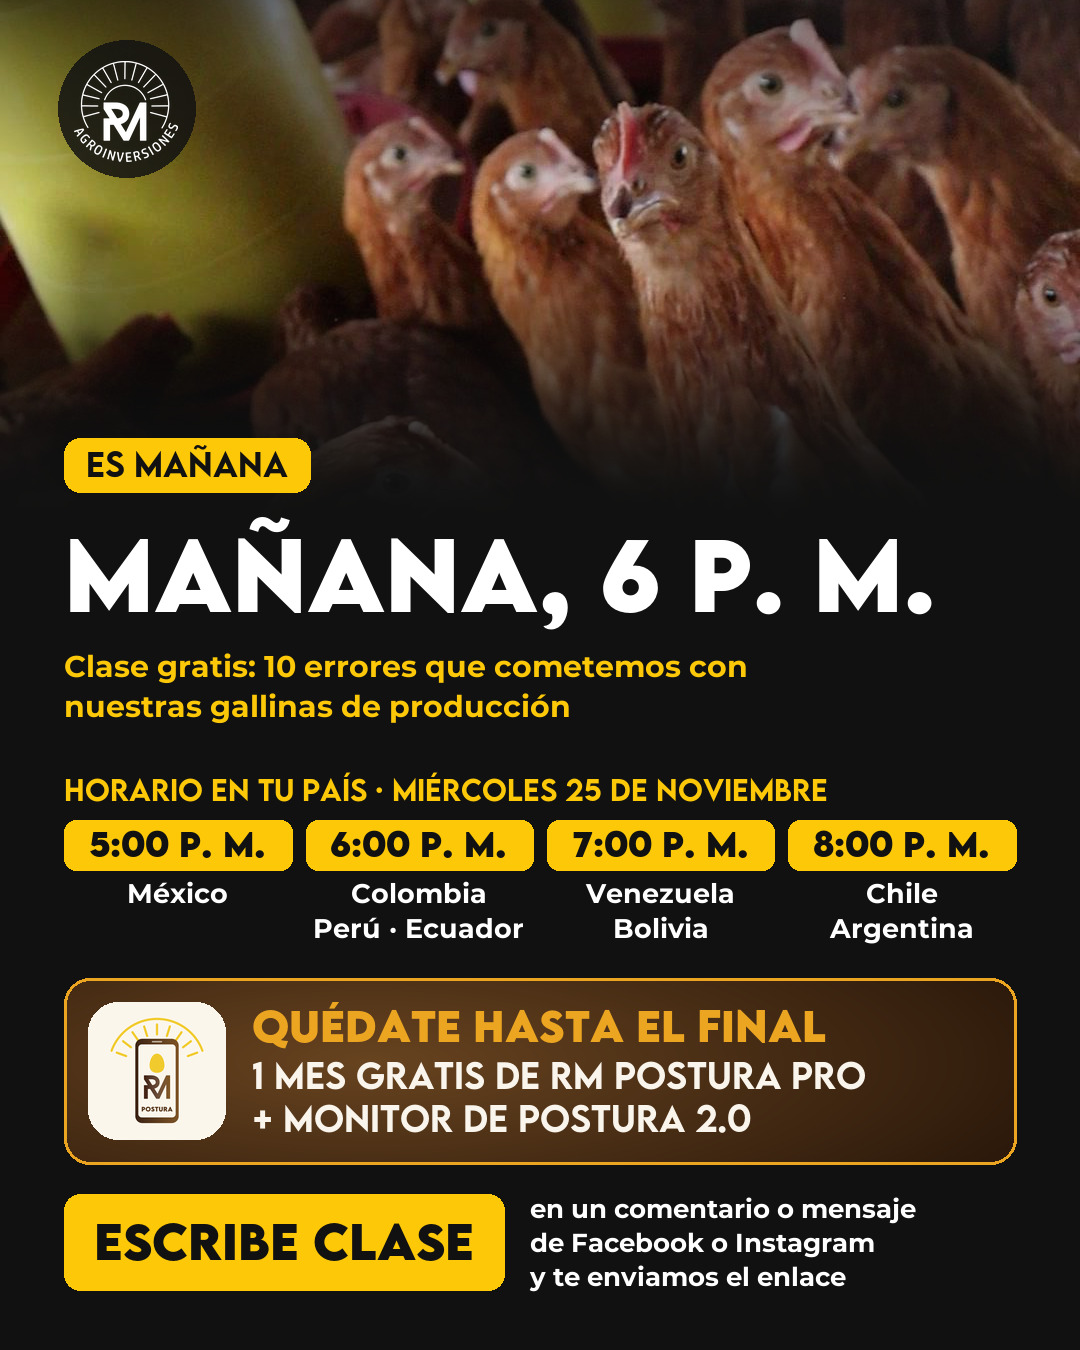 RM
AGROINVERSIONES
ES MAÑANA
MAÑANA, 6 P. M.
Clase gratis: 10 errores que cometemos con
nuestras gallinas de producción
HORARIO EN TU PAÍS · MIÉRCOLES 25 DE NOVIEMBRE
5:00 P. M.
México
6:00 P. M.
Colombia
Perú · Ecuador
7:00 P. M.
Venezuela
Bolivia
8:00 P. M.
Chile
Argentina
RM
POSTURA
QUÉDATE HASTA EL FINAL
1 MES GRATIS DE RM POSTURA PRO
+ MONITOR DE POSTURA 2.0
ESCRIBE CLASE
en un comentario o mensaje
de Facebook o Instagram
y te enviamos el enlace